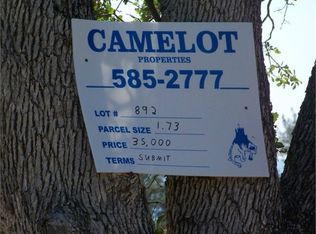 CAMELOT
PROPERTIES
585-2777
LOT # 892
PARCEL SIZE 1.73
PRICE 35,000
TERMS SUBMIT